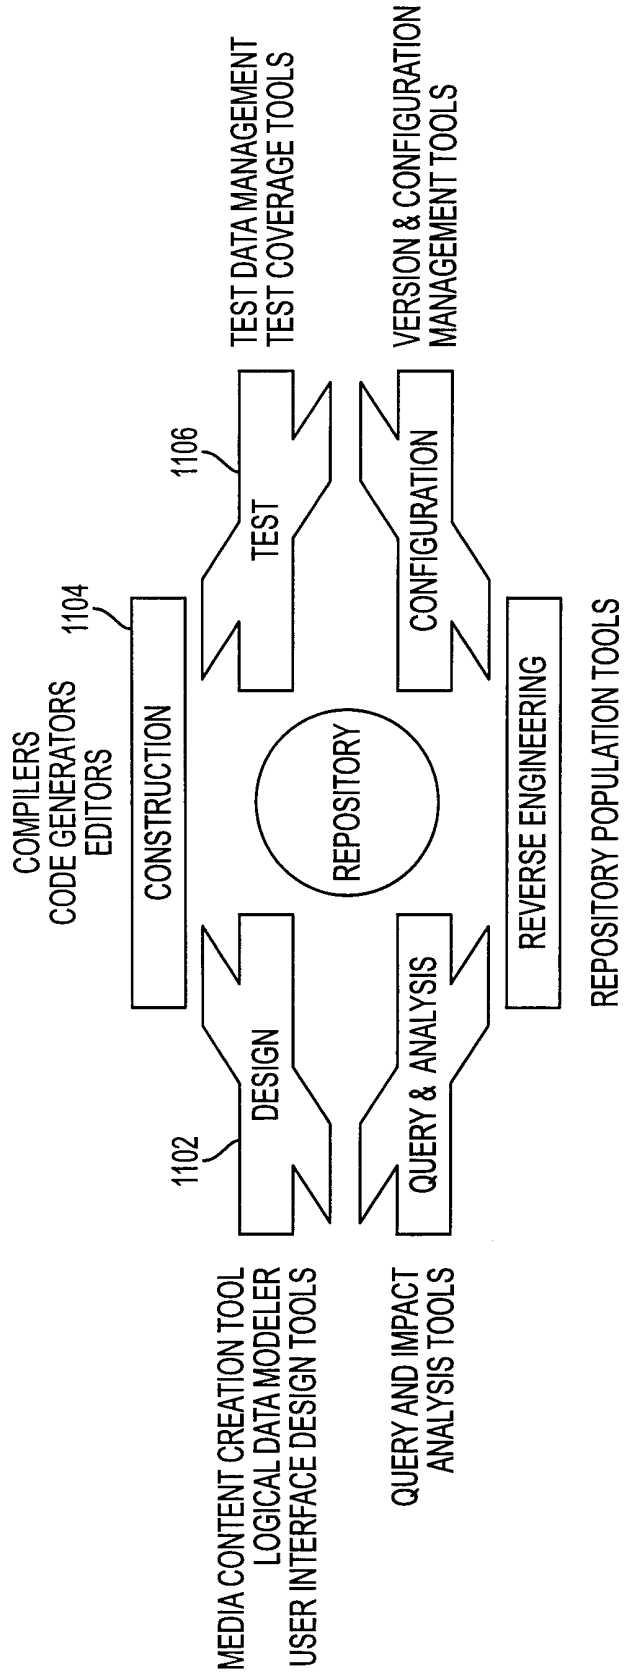 COMPILERS
CODE GENERATORS
EDITORS
1104
CONSTRUCTION
MEDIA CONTENT CREATION TOOL
LOGICAL DATA MODELER
USER INTERFACE DESIGN TOOLS
1102
DESIGN
1106
TEST
TEST DATA MANAGEMENT
TEST COVERAGE TOOLS
REPOSITORY
QUERY AND IMPACT
ANALYSIS TOOLS
QUERY & ANALYSIS
CONFIGURATION
VERSION & CONFIGURATION
MANAGEMENT TOOLS
REVERSE ENGINEERING
REPOSITORY POPULATION TOOLS